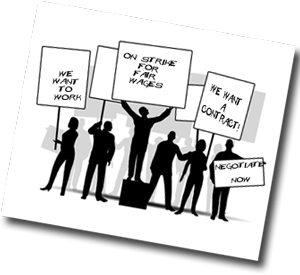 WE
WANT
TO
WORK
ON STRIKE
FOR
FAIR
WAGES
WE WANT
A
CONTRACT!
NEGOTIATE
NOW